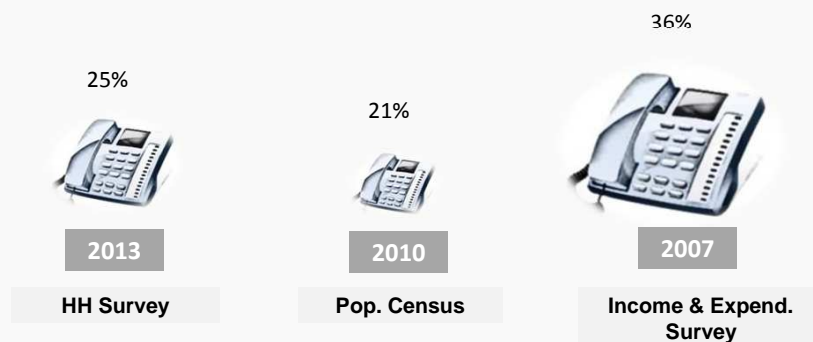 36%
25%
21%
2013
2010
2007
HH Survey
Pop. Census
Income & Expend.
Survey